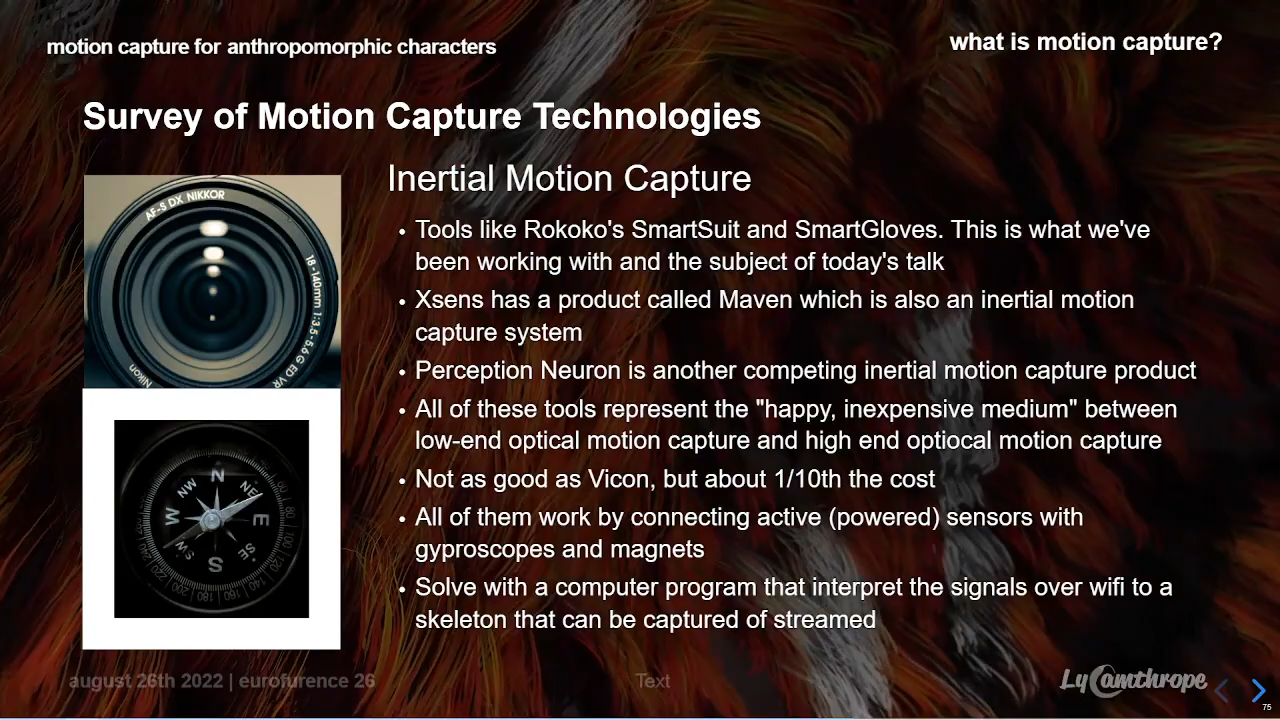 motion capture for anthropomorphic characters
what is motion capture?
Survey of Motion Capture Technologies
Inertial Motion Capture
• Tools like Rokoko's SmartSuit and SmartGloves. This is what we've
been working with and the subject of today's talk
• Xsens has a product called Maven which is also an inertial motion
capture system
• Perception Neuron is another competing inertial motion capture product
• All of these tools represent the "happy, inexpensive medium" between
low-end optical motion capture and high end optiocal motion capture
• Not as good as Vicon, but about 1/10th the cost
• All of them work by connecting active (powered) sensors with
gyproscopes and magnets
• Solve with a computer program that interpret the signals over wifi to a
skeleton that can be captured of streamed
AF-S DX NIKKOR
18-140mm 1:3.5-5.6 G ED VR
Nikon
N
NE
E
SE
S
SW
W
NW
august 26th 2022 | eurofurence 26
Text
LyCamthrope
75